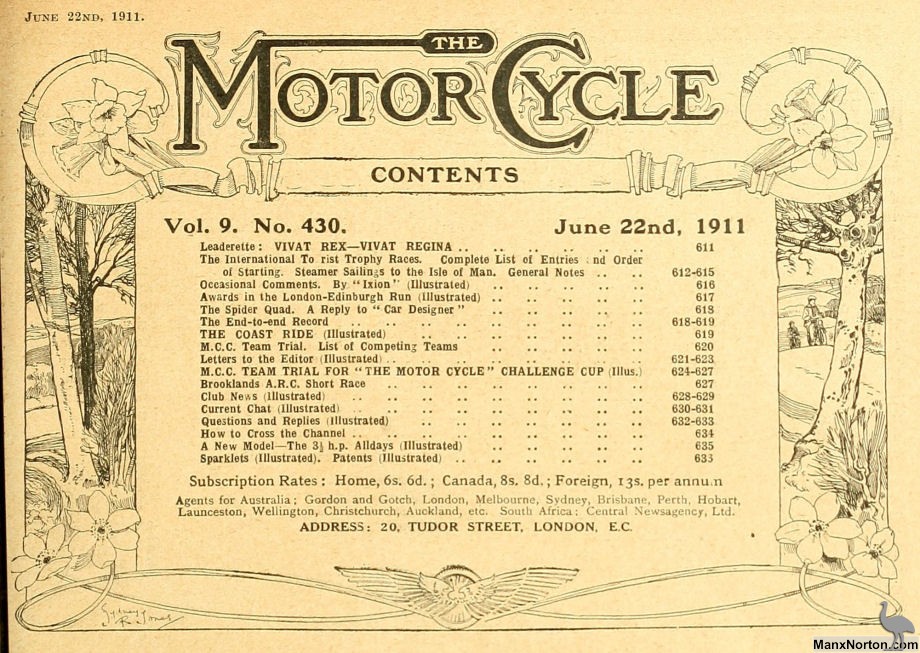 JUNE 22ND, 1911.
THE
MOTOR CYCLE
CONTENTS
Vol. 9. No. 430. June 22nd, 1911
Leaderette: VIVAT REX—VIVAT REGINA .. .. .. .. .. .. .. 611
The International To rist Trophy Races. Complete List of Entries nd Order
of Starting. Steamer Sailings to the Isle of Man. General Notes .. .. 612-615
Occasional Comments. By "Ixion" (Illustrated) .. .. .. .. .. 616
Awards in the London-Edinburgh Run (Illustrated) .. .. .. .. .. 617
The Spider Quad. A Reply to "Car Designer" .. .. .. .. .. 618
The End-to-end Record .. .. .. .. .. .. .. .. .. 618-619
THE COAST RIDE (Illustrated) .. .. .. .. .. .. .. 619
M.C.C. Team Trial. List of Competing Teams .. .. .. .. .. 620
Letters to the Editor (Illustrated) .. .. .. .. .. .. .. .. 621-623
M.C.C. TEAM TRIAL FOR "THE MOTOR CYCLE" CHALLENGE CUP (Illus.) 624-627
Brooklands A.R.C. Short Race .. .. .. .. .. .. .. .. 627
Club News (Illustrated) .. .. .. .. .. .. .. .. .. 628-629
Current Chat (Illustrated) .. .. .. .. .. .. .. .. 630-631
Questions and Replies (Illustrated) .. .. .. .. .. .. .. 632-633
How to Cross the Channel .. .. .. .. .. .. .. .. .. 634
A New Model—The 3½ h.p. Alldays (Illustrated) .. .. .. .. .. 635
Sparklets (Illustrated). Patents (Illustrated) .. .. .. .. .. .. 633
Subscription Rates: Home, 6s. 6d.; Canada, 8s. 8d.; Foreign, 13s. per annum
Agents for Australia: Gordon and Gotch, London, Melbourne, Sydney, Brisbane, Perth, Hobart,
Launceston, Wellington, Christchurch, Auckland, etc. South Africa: Central Newsagency, Ltd.
ADDRESS: 20, TUDOR STREET, LONDON, E.C.
Sydney
R. Jones
ManxNorton.com